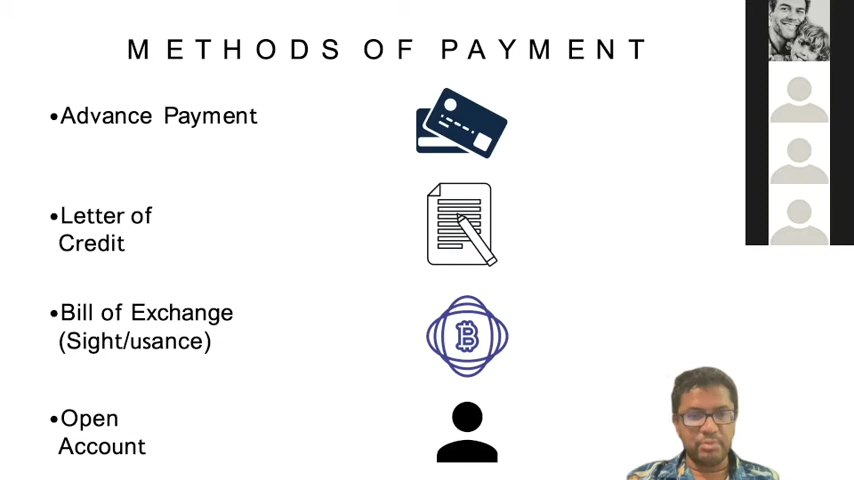 METHODS OF PAYMENT
•Advance Payment
•Letter of
Credit
•Bill of Exchange
(Sight/usance)
•Open
Account